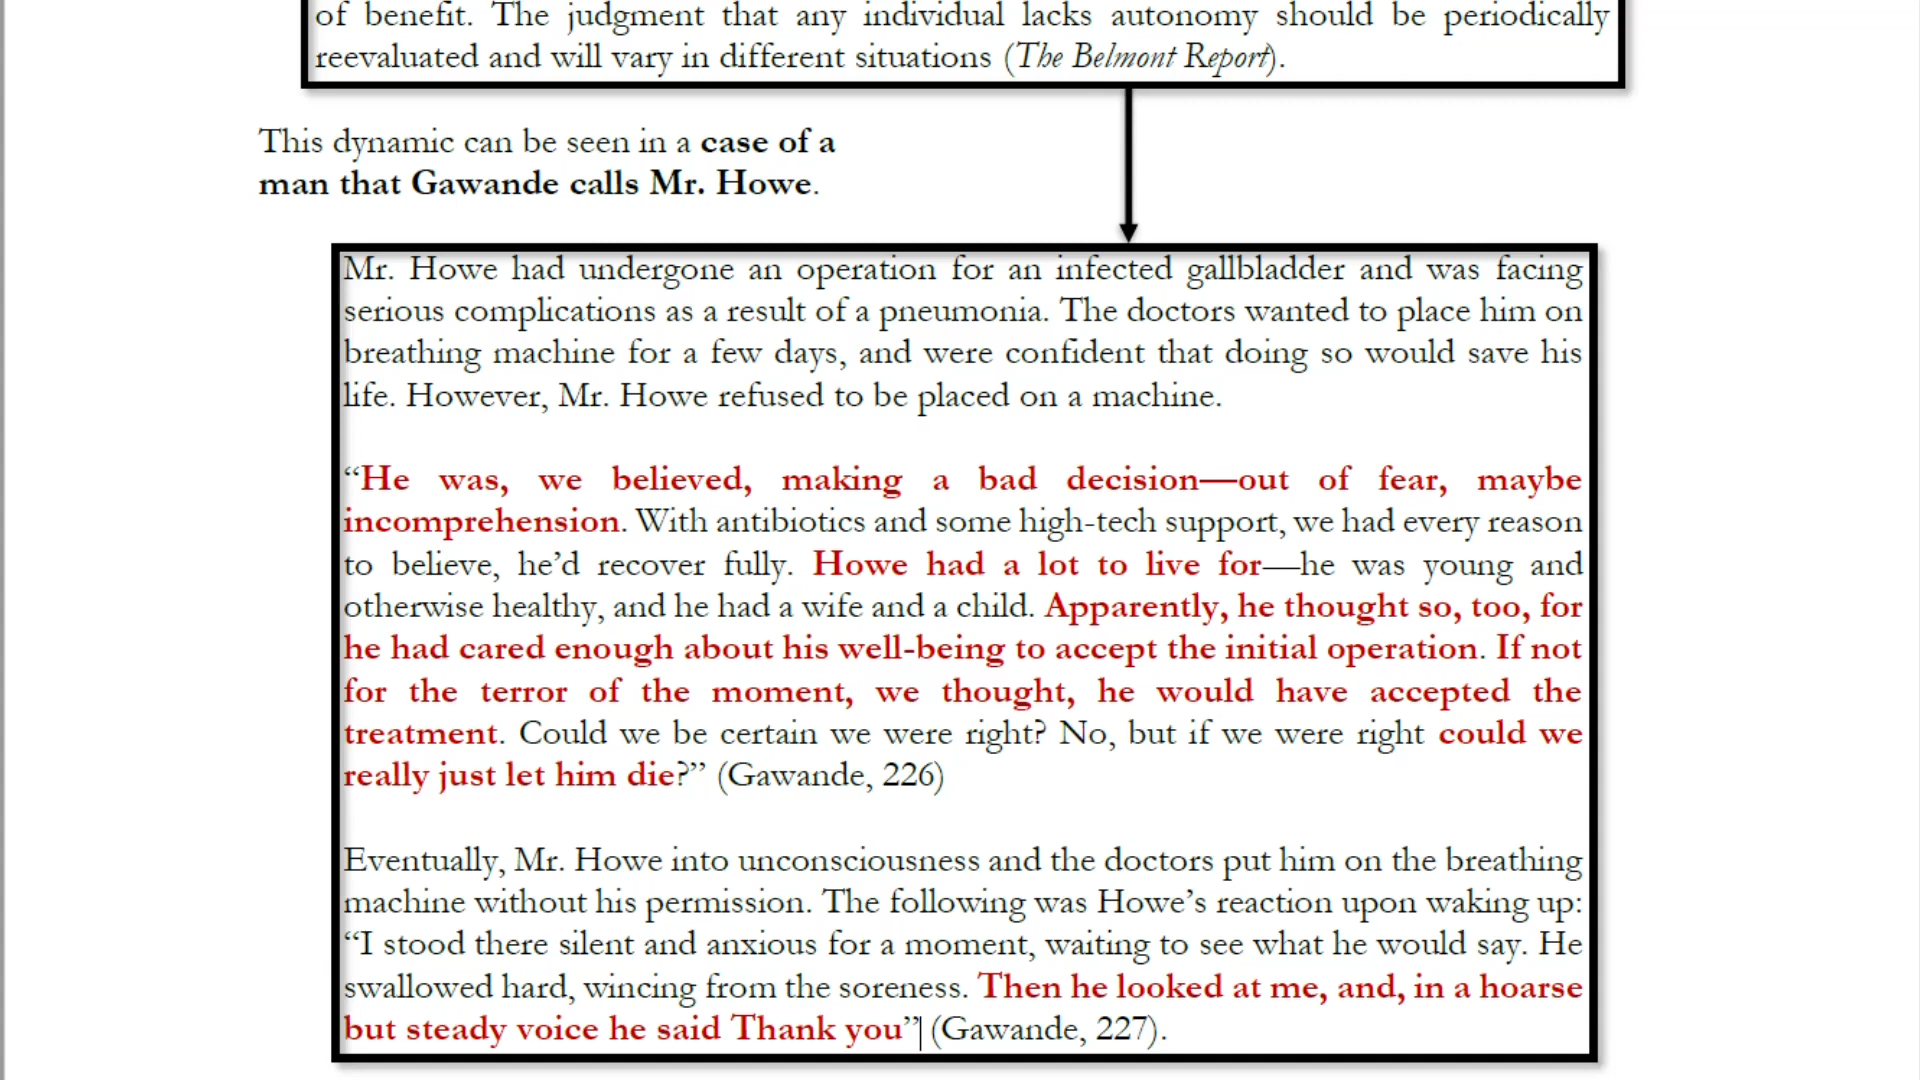 of benefit. The judgment that any individual lacks autonomy should be periodically
reevaluated and will vary in different situations (The Belmont Report).
This dynamic can be seen in a case of a
man that Gawande calls Mr. Howe.
Mr. Howe had undergone an operation for an infected gallbladder and was facing
serious complications as a result of a pneumonia. The doctors wanted to place him on
breathing machine for a few days, and were confident that doing so would save his
life. However, Mr. Howe refused to be placed on a machine.
“He was, we believed, making a bad decision—out of fear, maybe
incomprehension. With antibiotics and some high-tech support, we had every reason
to believe, he’d recover fully. Howe had a lot to live for—he was young and
otherwise healthy, and he had a wife and a child. Apparently, he thought so, too, for
he had cared enough about his well-being to accept the initial operation. If not
for the terror of the moment, we thought, he would have accepted the
treatment. Could we be certain we were right? No, but if we were right could we
really just let him die?” (Gawande, 226)
Eventually, Mr. Howe into unconsciousness and the doctors put him on the breathing
machine without his permission. The following was Howe’s reaction upon waking up:
“I stood there silent and anxious for a moment, waiting to see what he would say. He
swallowed hard, wincing from the soreness. Then he looked at me, and, in a hoarse
but steady voice he said Thank you” (Gawande, 227).